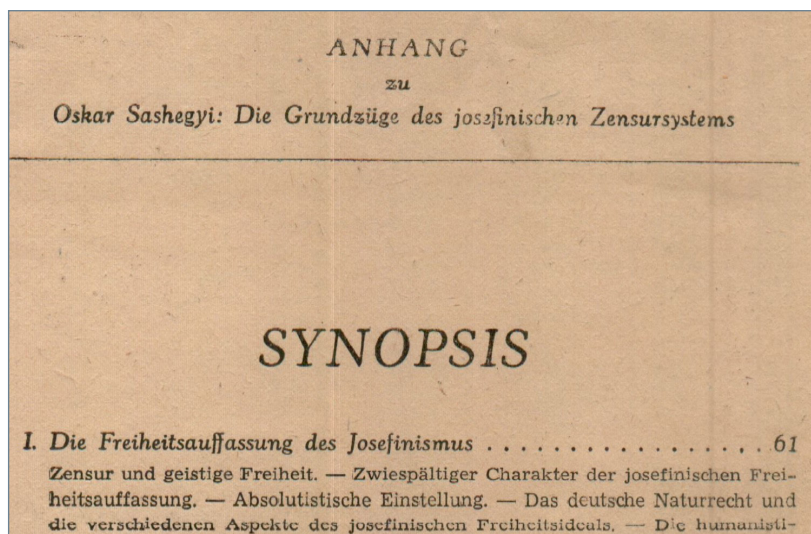 ANHANG
zu
Oskar Sashegyi: Die Grundzüge des josefinischen Zensursystems
SYNOPSIS
I. Die Freiheitsauffassung des Josefinismus . . . . . . . . . . . . . . . . . . 61
Zensur und geistige Freiheit. — Zwiespältiger Charakter der josefinischen Frei-
heitsauffassung. — Absolutistische Einstellung. — Das deutsche Naturrecht und
die verschiedenen Aspekte des josefinischen Freiheitsideals. — Die humanisti-